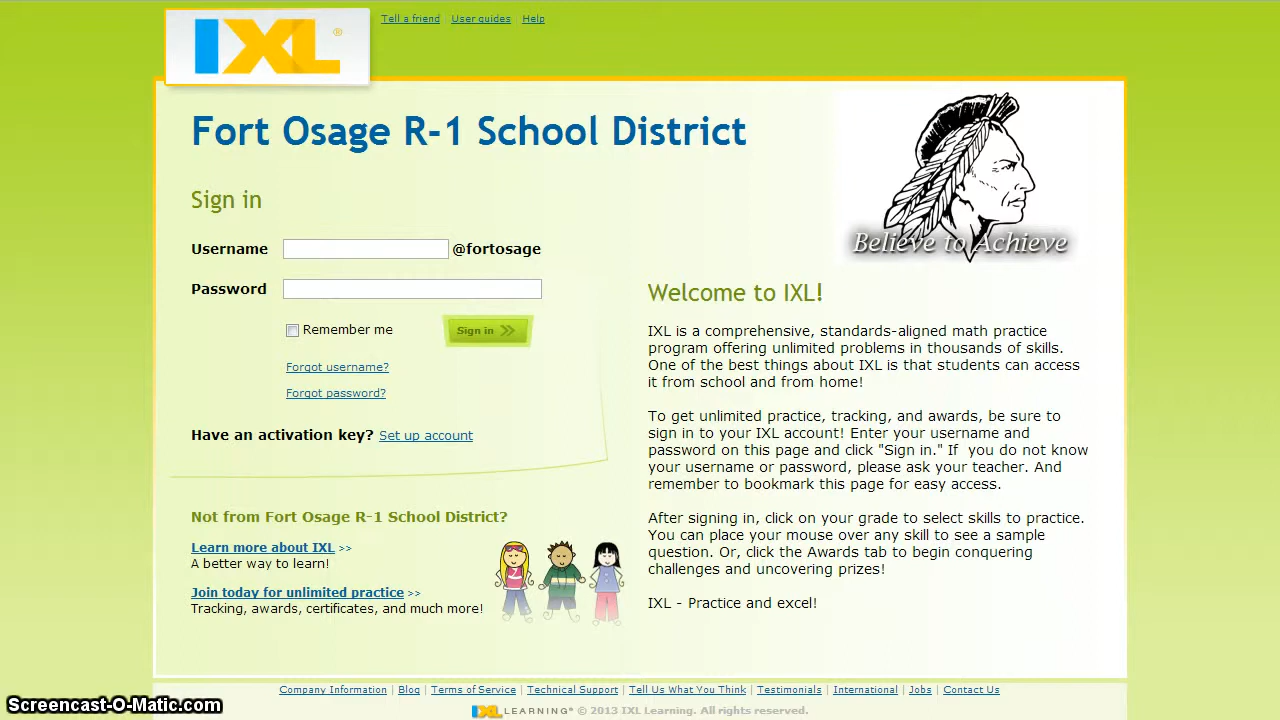 IXL®
Tell a friend | User guides | Help
Fort Osage R-1 School District
Believe to Achieve
Sign in
Username @fortosage
Password
Remember me Sign in >>
Forgot username?
Forgot password?
Have an activation key? Set up account
Not from Fort Osage R-1 School District?
Learn more about IXL >>
A better way to learn!
Join today for unlimited practice >>
Tracking, awards, certificates, and much more!
Welcome to IXL!
IXL is a comprehensive, standards-aligned math practice
program offering unlimited problems in thousands of skills.
One of the best things about IXL is that students can access
it from school and from home!
To get unlimited practice, tracking, and awards, be sure to
sign in to your IXL account! Enter your username and
password on this page and click "Sign in." If you do not know
your username or password, please ask your teacher. And
remember to bookmark this page for easy access.
After signing in, click on your grade to select skills to practice.
You can place your mouse over any skill to see a sample
question. Or, click the Awards tab to begin conquering
challenges and uncovering prizes!
IXL - Practice and excel!
Company Information | Blog | Terms of Service | Technical Support | Tell Us What You Think | Testimonials | International | Jobs | Contact Us
IXL LEARNING® © 2013 IXL Learning. All rights reserved.
Screencast-O-Matic.com